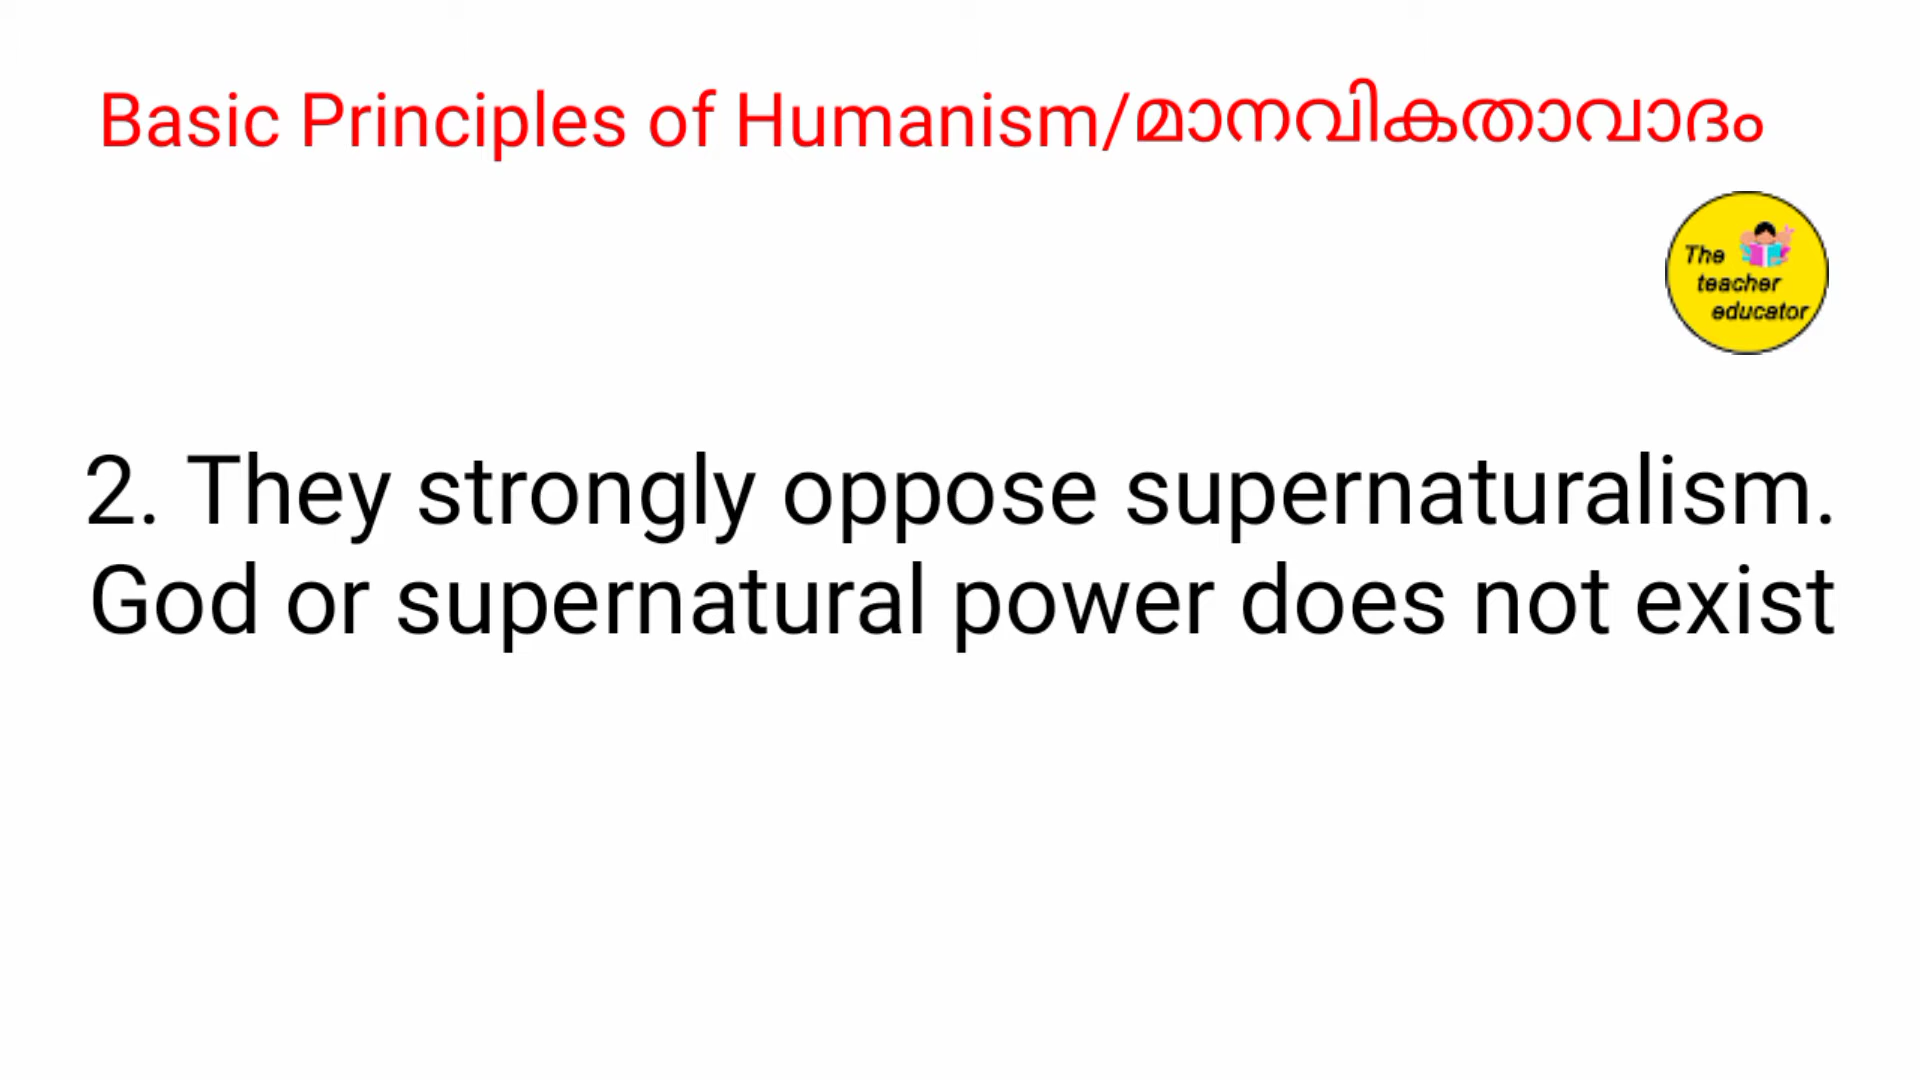 Basic Principles of Humanism/മാനവികതാവാദം
The
teacher
educator
2. They strongly oppose supernaturalism.
God or supernatural power does not exist